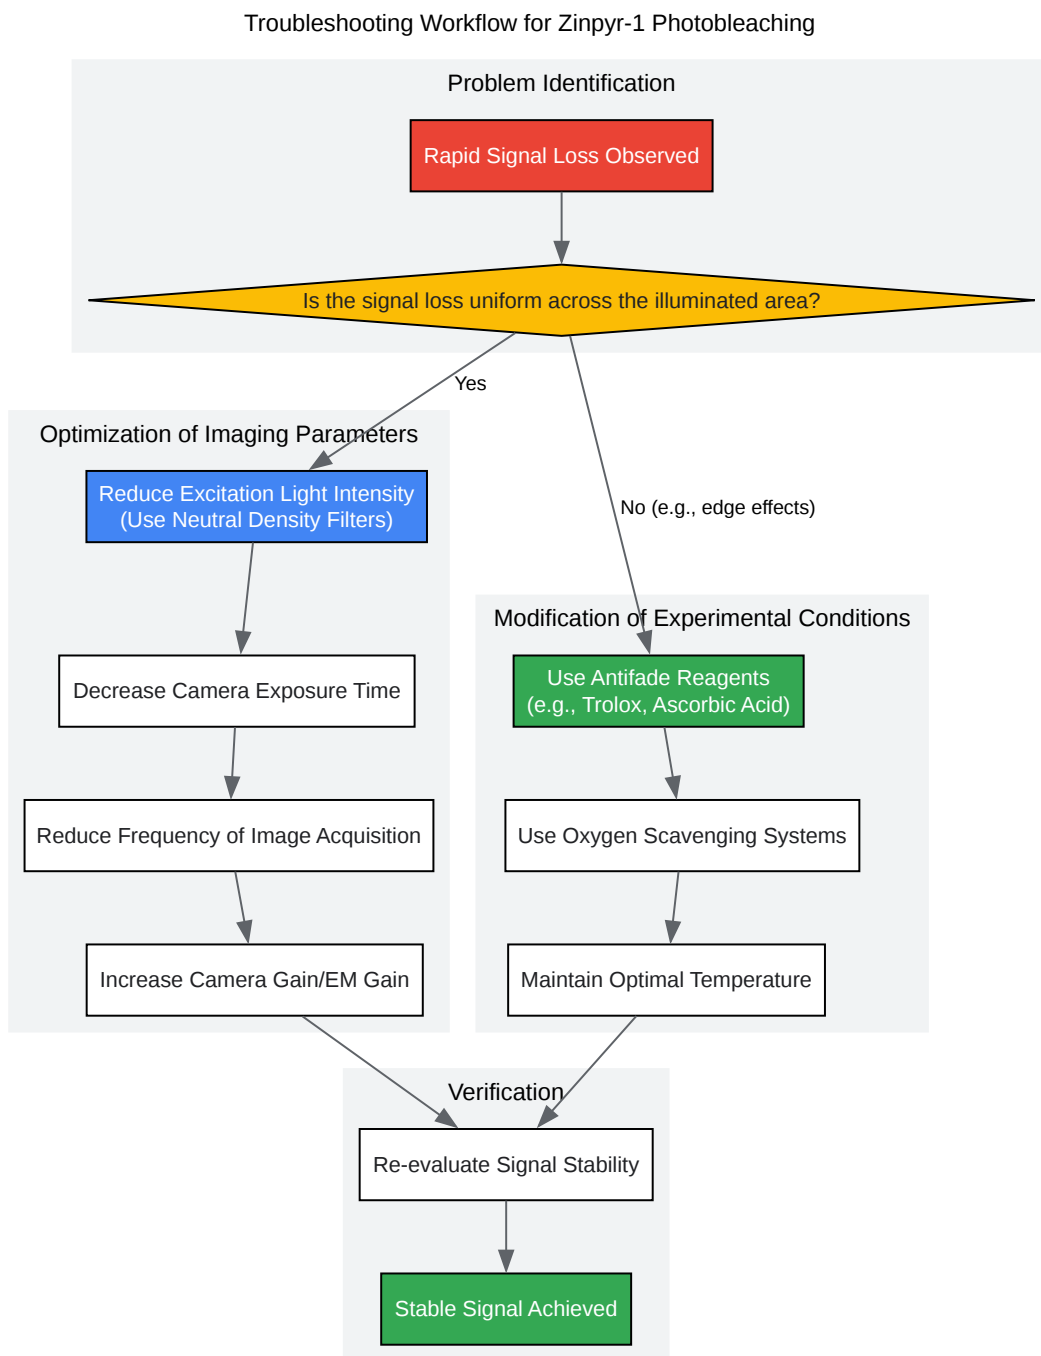 Troubleshooting Workflow for Zinpyr-1 Photobleaching
Problem Identification
Rapid Signal Loss Observed
Is the signal loss uniform across the illuminated area?
Yes
No (e.g., edge effects)
Optimization of Imaging Parameters
Reduce Excitation Light Intensity
(Use Neutral Density Filters)
Decrease Camera Exposure Time
Reduce Frequency of Image Acquisition
Increase Camera Gain/EM Gain
Modification of Experimental Conditions
Use Antifade Reagents
(e.g., Trolox, Ascorbic Acid)
Use Oxygen Scavenging Systems
Maintain Optimal Temperature
Verification
Re-evaluate Signal Stability
Stable Signal Achieved